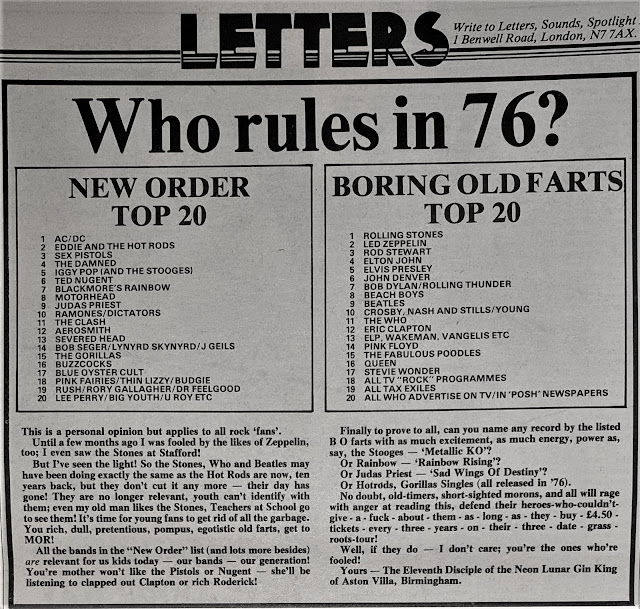 LETTERS
Write to Letters, Sounds, Spotlight
1 Benwell Road, London, N7 7AX.
Who rules in 76?
NEW ORDER
TOP 20
1 AC/DC
2 EDDIE AND THE HOT RODS
3 SEX PISTOLS
4 THE DAMNED
5 IGGY POP (AND THE STOOGES)
6 TED NUGENT
7 BLACKMORE'S RAINBOW
8 MOTORHEAD
9 JUDAS PRIEST
10 RAMONES/DICTATORS
11 THE CLASH
12 AEROSMITH
13 SEVERED HEAD
14 BOB SEGER/LYNYRD SKYNYRD/J GEILS
15 THE GORILLAS
16 BUZZCOCKS
17 BLUE OYSTER CULT
18 PINK FAIRIES/THIN LIZZY/BUDGIE
19 RUSH/RORY GALLAGHER/DR FEELGOOD
20 LEE PERRY/BIG YOUTH/U ROY ETC
BORING OLD FARTS
TOP 20
1 ROLLING STONES
2 LED ZEPPELIN
3 ROD STEWART
4 ELTON JOHN
5 ELVIS PRESLEY
6 JOHN DENVER
7 BOB DYLAN/ROLLING THUNDER
8 BEACH BOYS
9 BEATLES
10 CROSBY, NASH AND STILLS/YOUNG
11 THE WHO
12 ERIC CLAPTON
13 ELP, WAKEMAN, VANGELIS ETC
14 PINK FLOYD
15 THE FABULOUS POODLES
16 QUEEN
17 STEVIE WONDER
18 ALL TV "ROCK" PROGRAMMES
19 ALL TAX EXILES
20 ALL WHO ADVERTISE ON TV/IN 'POSH' NEWSPAPERS
This is a personal opinion but applies to all rock 'fans'.
Until a few months ago I was fooled by the likes of Zeppelin,
too; I even saw the Stones at Stafford!
But I've seen the light! So the Stones, Who and Beatles may
have been doing exactly the same as the Hot Rods are now, ten
years back, but they don't cut it any more — their day has
gone! They are no longer relevant, youth can't identify with
them; even my old man likes the Stones, Teachers at School go
to see them! It's time for young fans to get rid of all the garbage.
You rich, dull, pretentious, pompus, egotistic old farts, get to
MOR!
All the bands in the "New Order" list (and lots more besides)
are relevant for us kids today — our bands — our generation!
You're mother won't like the Pistols or Nugent — she'll be
listening to clapped out Clapton or rich Roderick!
Finally to prove to all, can you name any record by the listed
B O farts with as much excitement, as much energy, power as,
say, the Stooges — 'Metallic KO'?
Or Rainbow — 'Rainbow Rising'?
Or Judas Priest — 'Sad Wings Of Destiny'?
Or Hotrods, Gorillas Singles (all released in '76).
No doubt, old-timers, short-sighted morons, and all will rage
with anger at reading this, defend their heroes-who-couldn't-
give - a - fuck - about - them - as - long - as - they - buy - £4.50 -
tickets - every - three - years - on - their - three - date - grass -
roots-tour!
Well, if they do — I don't care; you're the ones who're
fooled!
Yours — The Eleventh Disciple of the Neon Lunar Gin King
of Aston Villa, Birmingham.